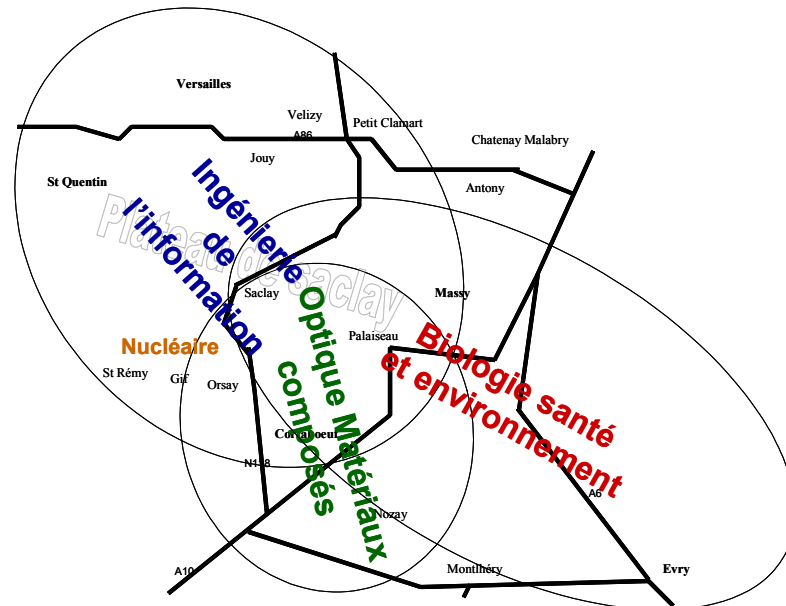 Versailles
Velizy
Petit Clamart
A86
Chatenay Malabry
Jouy
St Quentin
Antony
Ingénierie
de
l'information
Plateau de saclay
Saclay
Massy
Palaiseau
Nucléaire
St Rémy
Gif
Orsay
Optique Matériaux
composés
Biologie santé
et environnement
N118
Nozay
A6
A10
Montlhéry
Evry